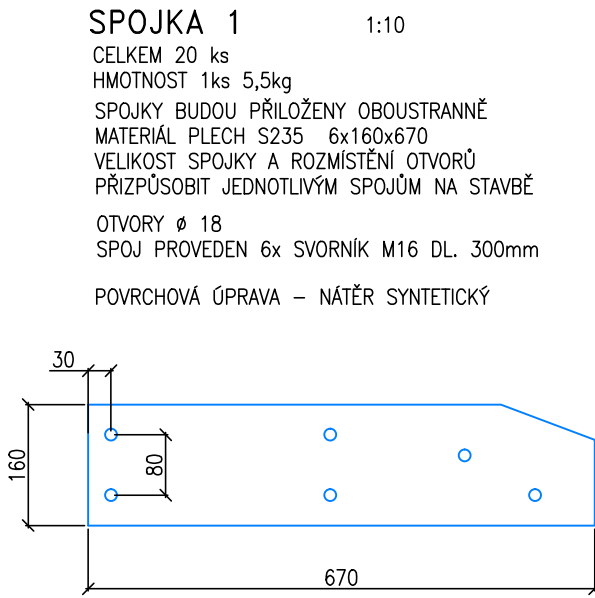 SPOJKA 1 1:10
CELKEM 20 ks
HMOTNOST 1ks 5,5kg
SPOJKY BUDOU PŘILOŽENY OBOUSTRANNĚ
MATERIÁL PLECH S235 6x160x670
VELIKOST SPOJKY A ROZMÍSTĚNÍ OTVORŮ
PŘIZPŮSOBIT JEDNOTLIVÝM SPOJŮM NA STAVBĚ
OTVORY ø 18
SPOJ PROVEDEN 6x SVORNÍK M16 DL. 300mm
POVRCHOVÁ ÚPRAVA – NÁTĚR SYNTETICKÝ
30
160
80
670